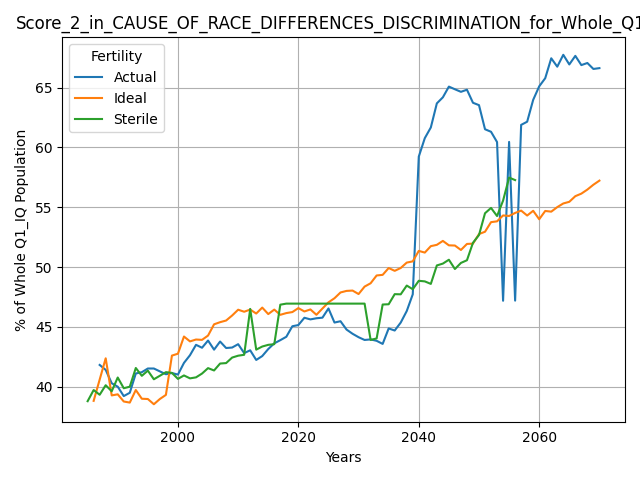 Score_2_in_CAUSE_OF_RACE_DIFFERENCES_DISCRIMINATION_for_Whole_Q1
Fertility
Actual
Ideal
Sterile
% of Whole Q1_IQ Population
65
60
55
50
45
40
2000
2020
2040
2060
Years